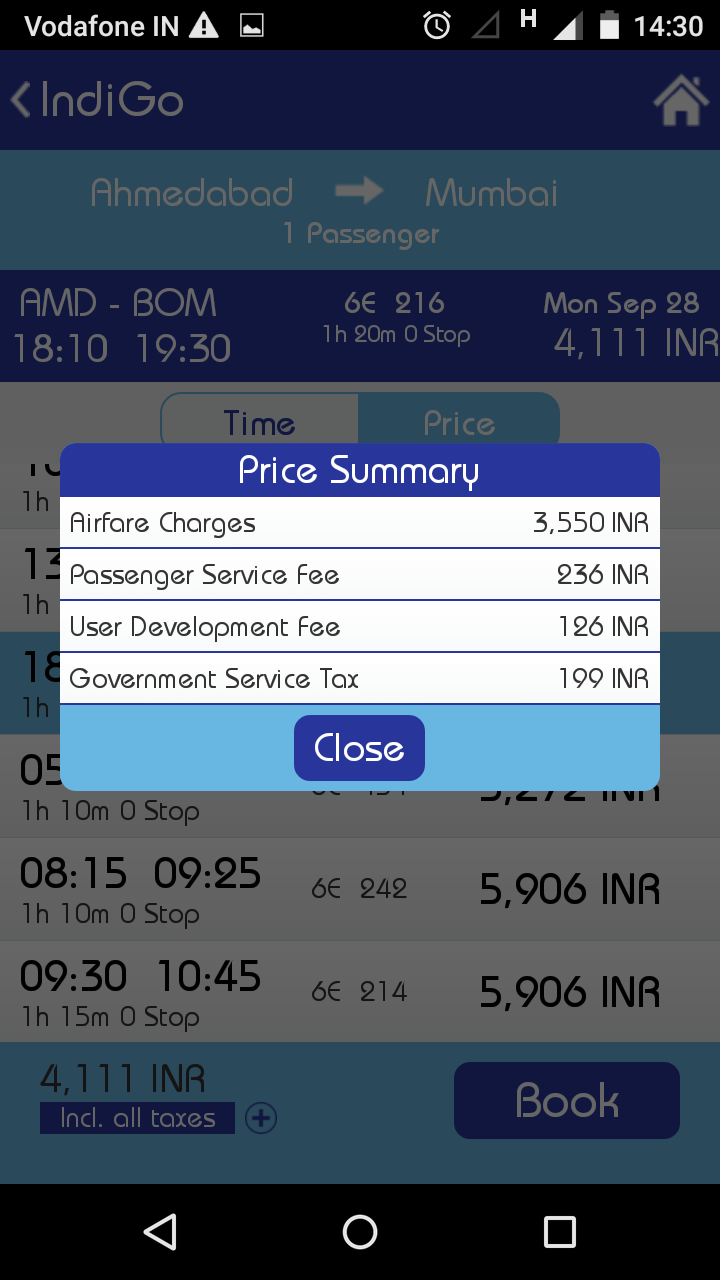 Vodafone IN H 14:30
IndiGo
Ahmedabad Mumbai
1 Passenger
AMD - BOM 6E 216 Mon Sep 28
18:10 19:30 1h 20m 0 Stop 4,111 INR
Time Price
Price Summary
1h
Airfare Charges 3,550 INR
13
Passenger Service Fee 236 INR
1h
User Development Fee 126 INR
18
Government Service Tax 199 INR
1h
Close
05
1h 10m 0 Stop
08:15 09:25 6E 242 5,906 INR
1h 10m 0 Stop
09:30 10:45 6E 214 5,906 INR
1h 15m 0 Stop
4,111 INR
Incl. all taxes
Book